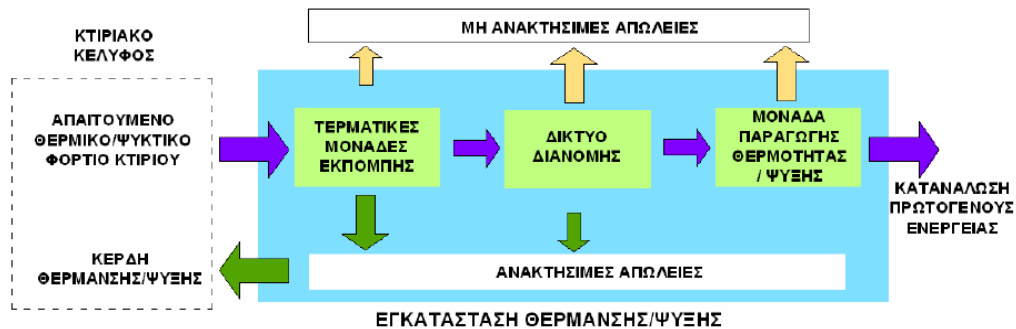 ΜΗ ΑΝΑΚΤΗΣΙΜΕΣ ΑΠΩΛΕΙΕΣ
ΚΤΙΡΙΑΚΟ
ΚΕΛΥΦΟΣ
ΑΠΑΙΤΟΥΜΕΝΟ
ΘΕΡΜΙΚΟ/ΨΥΚΤΙΚΟ
ΦΟΡΤΙΟ ΚΤΙΡΙΟΥ
ΤΕΡΜΑΤΙΚΕΣ
ΜΟΝΑΔΕΣ
ΕΚΠΟΜΠΗΣ
ΔΙΚΤΥΟ
ΔΙΑΝΟΜΗΣ
ΜΟΝΑΔΑ
ΠΑΡΑΓΩΓΗΣ
ΘΕΡΜΟΤΗΤΑΣ
/ ΨΥΞΗΣ
ΚΑΤΑΝΑΛΩΣΗ
ΠΡΩΤΟΓΕΝΟΥΣ
ΕΝΕΡΓΕΙΑΣ
ΚΕΡΔΗ
ΘΕΡΜΑΝΣΗΣ/ΨΥΞΗΣ
ΑΝΑΚΤΗΣΙΜΕΣ ΑΠΩΛΕΙΕΣ
ΕΓΚΑΤΑΣΤΑΣΗ ΘΕΡΜΑΝΣΗΣ/ΨΥΞΗΣ